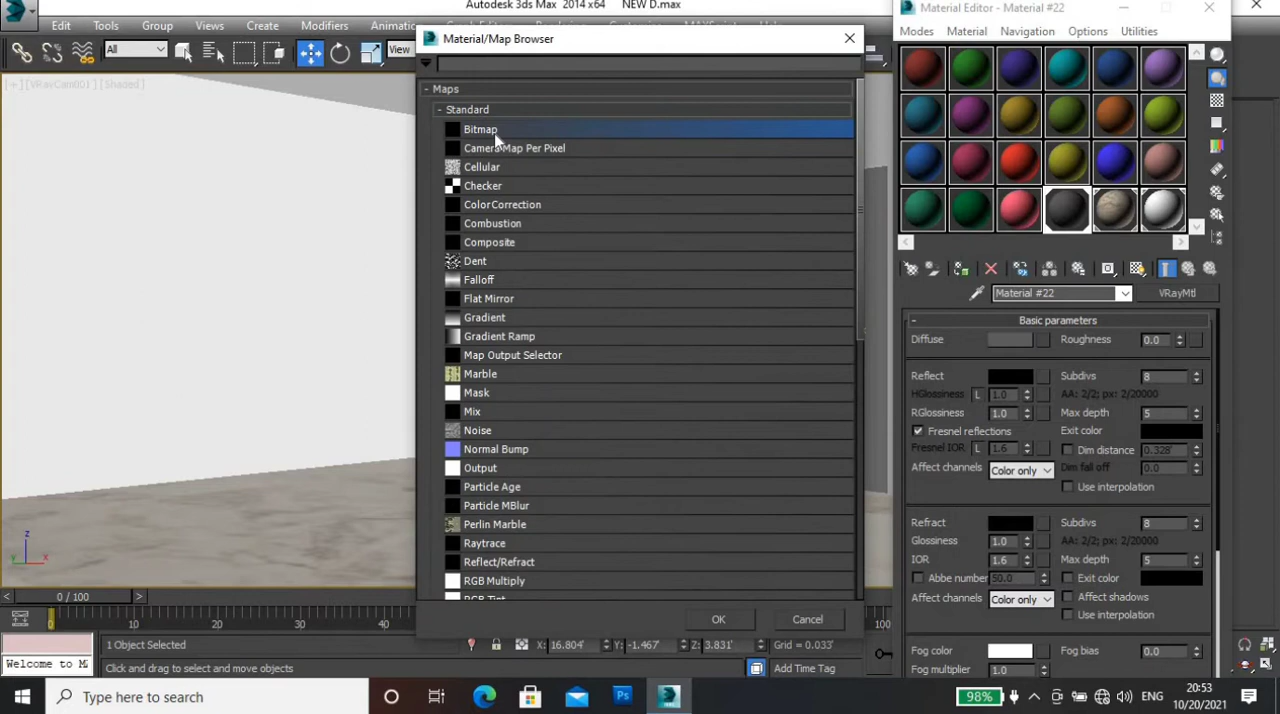 Autodesk 3ds Max 2014 x64 NEW D.max
Edit Tools Group Views Create Modifiers
All
View
[+] [VRayCam001] [Shaded]
z
y
x
Material/Map Browser
- Maps
- Standard
Bitmap
Camera Map Per Pixel
Cellular
Checker
ColorCorrection
Combustion
Composite
Dent
Falloff
Flat Mirror
Gradient
Gradient Ramp
Map Output Selector
Marble
Mask
Mix
Noise
Normal Bump
Output
Particle Age
Particle MBlur
Perlin Marble
Raytrace
Reflect/Refract
RGB Multiply
RGB Tint
OK Cancel
Material Editor - Material #22
Modes Material Navigation Options Utilities
Material #22 VRayMtl
- Basic parameters
Diffuse Roughness 0.0
Reflect Subdivs 8
HGlossiness L 1.0 AA: 2/2; px: 2/20000
RGlossiness 1.0 Max depth 5
Fresnel reflections Exit color
Fresnel IOR L 1.6 Dim distance 0.328'
Affect channels Color only Dim fall off 0.0
Use interpolation
Refract Subdivs 8
Glossiness 1.0 AA: 2/2; px: 2/20000
IOR 1.6 Max depth 5
Abbe number 50.0 Exit color
Affect channels Color only Affect shadows
Use interpolation
Fog color Fog bias 0.0
Fog multiplier 1.0
< 0 / 100 >
0 10 20 30 40 50 60 70 80 90 100
1 Object Selected X: 16.804' Y: -1.467' Z: 3.831' Grid = 0.033'
Welcome to M Click and drag to select and move objects Add Time Tag
Type here to search 98% ENG 20:53
10/20/2021